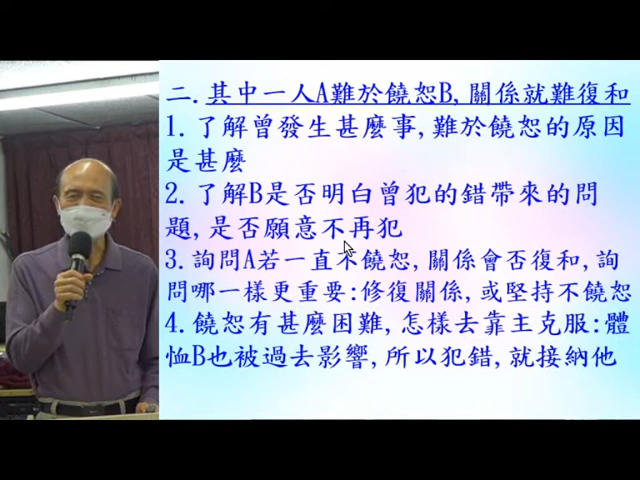 二.其中一人A難於饒恕B,關係就難復和
1.了解曾發生甚麼事,難於饒恕的原因
是甚麼
2.了解B是否明白曾犯的錯帶來的問
題,是否願意不再犯
3.詢問A若一直不饒恕,關係會否復和,詢
問哪一樣更重要:修復關係,或堅持不饒恕
4.饒恕有甚麼困難,怎樣去靠主克服:體
恤B也被過去影響,所以犯錯,就接納他